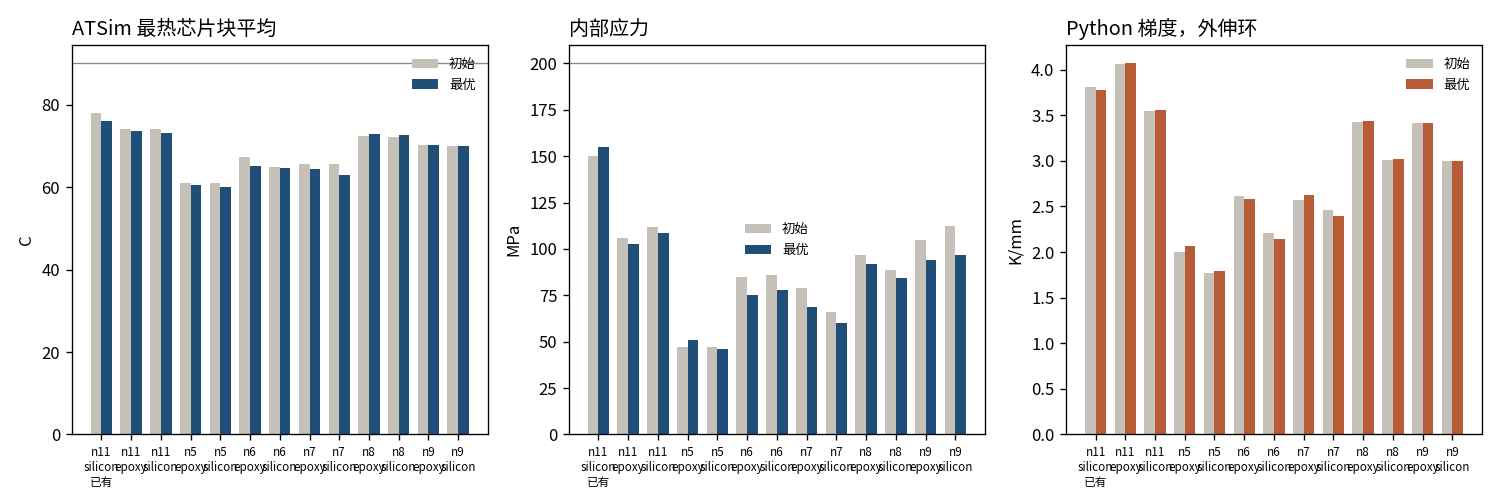 ATSim 最热芯片块平均
初始
最优
C
80
60
40
20
0
n11 n11 n11 n5 n5 n6 n6 n7 n7 n8 n8 n9 n9
silicon epoxy silicon epoxy silicon epoxy silicon epoxy silicon epoxy silicon epoxy silicon
已有
内部应力
初始
最优
MPa
200
175
150
125
100
75
50
25
0
n11 n11 n11 n5 n5 n6 n6 n7 n7 n8 n8 n9 n9
silicon epoxy silicon epoxy silicon epoxy silicon epoxy silicon epoxy silicon epoxy silicon
已有
Python 梯度，外伸环
初始
最优
K/mm
4.0
3.5
3.0
2.5
2.0
1.5
1.0
0.5
0.0
n11 n11 n11 n5 n5 n6 n6 n7 n7 n8 n8 n9 n9
silicon epoxy silicon epoxy silicon epoxy silicon epoxy silicon epoxy silicon epoxy silicon
已有